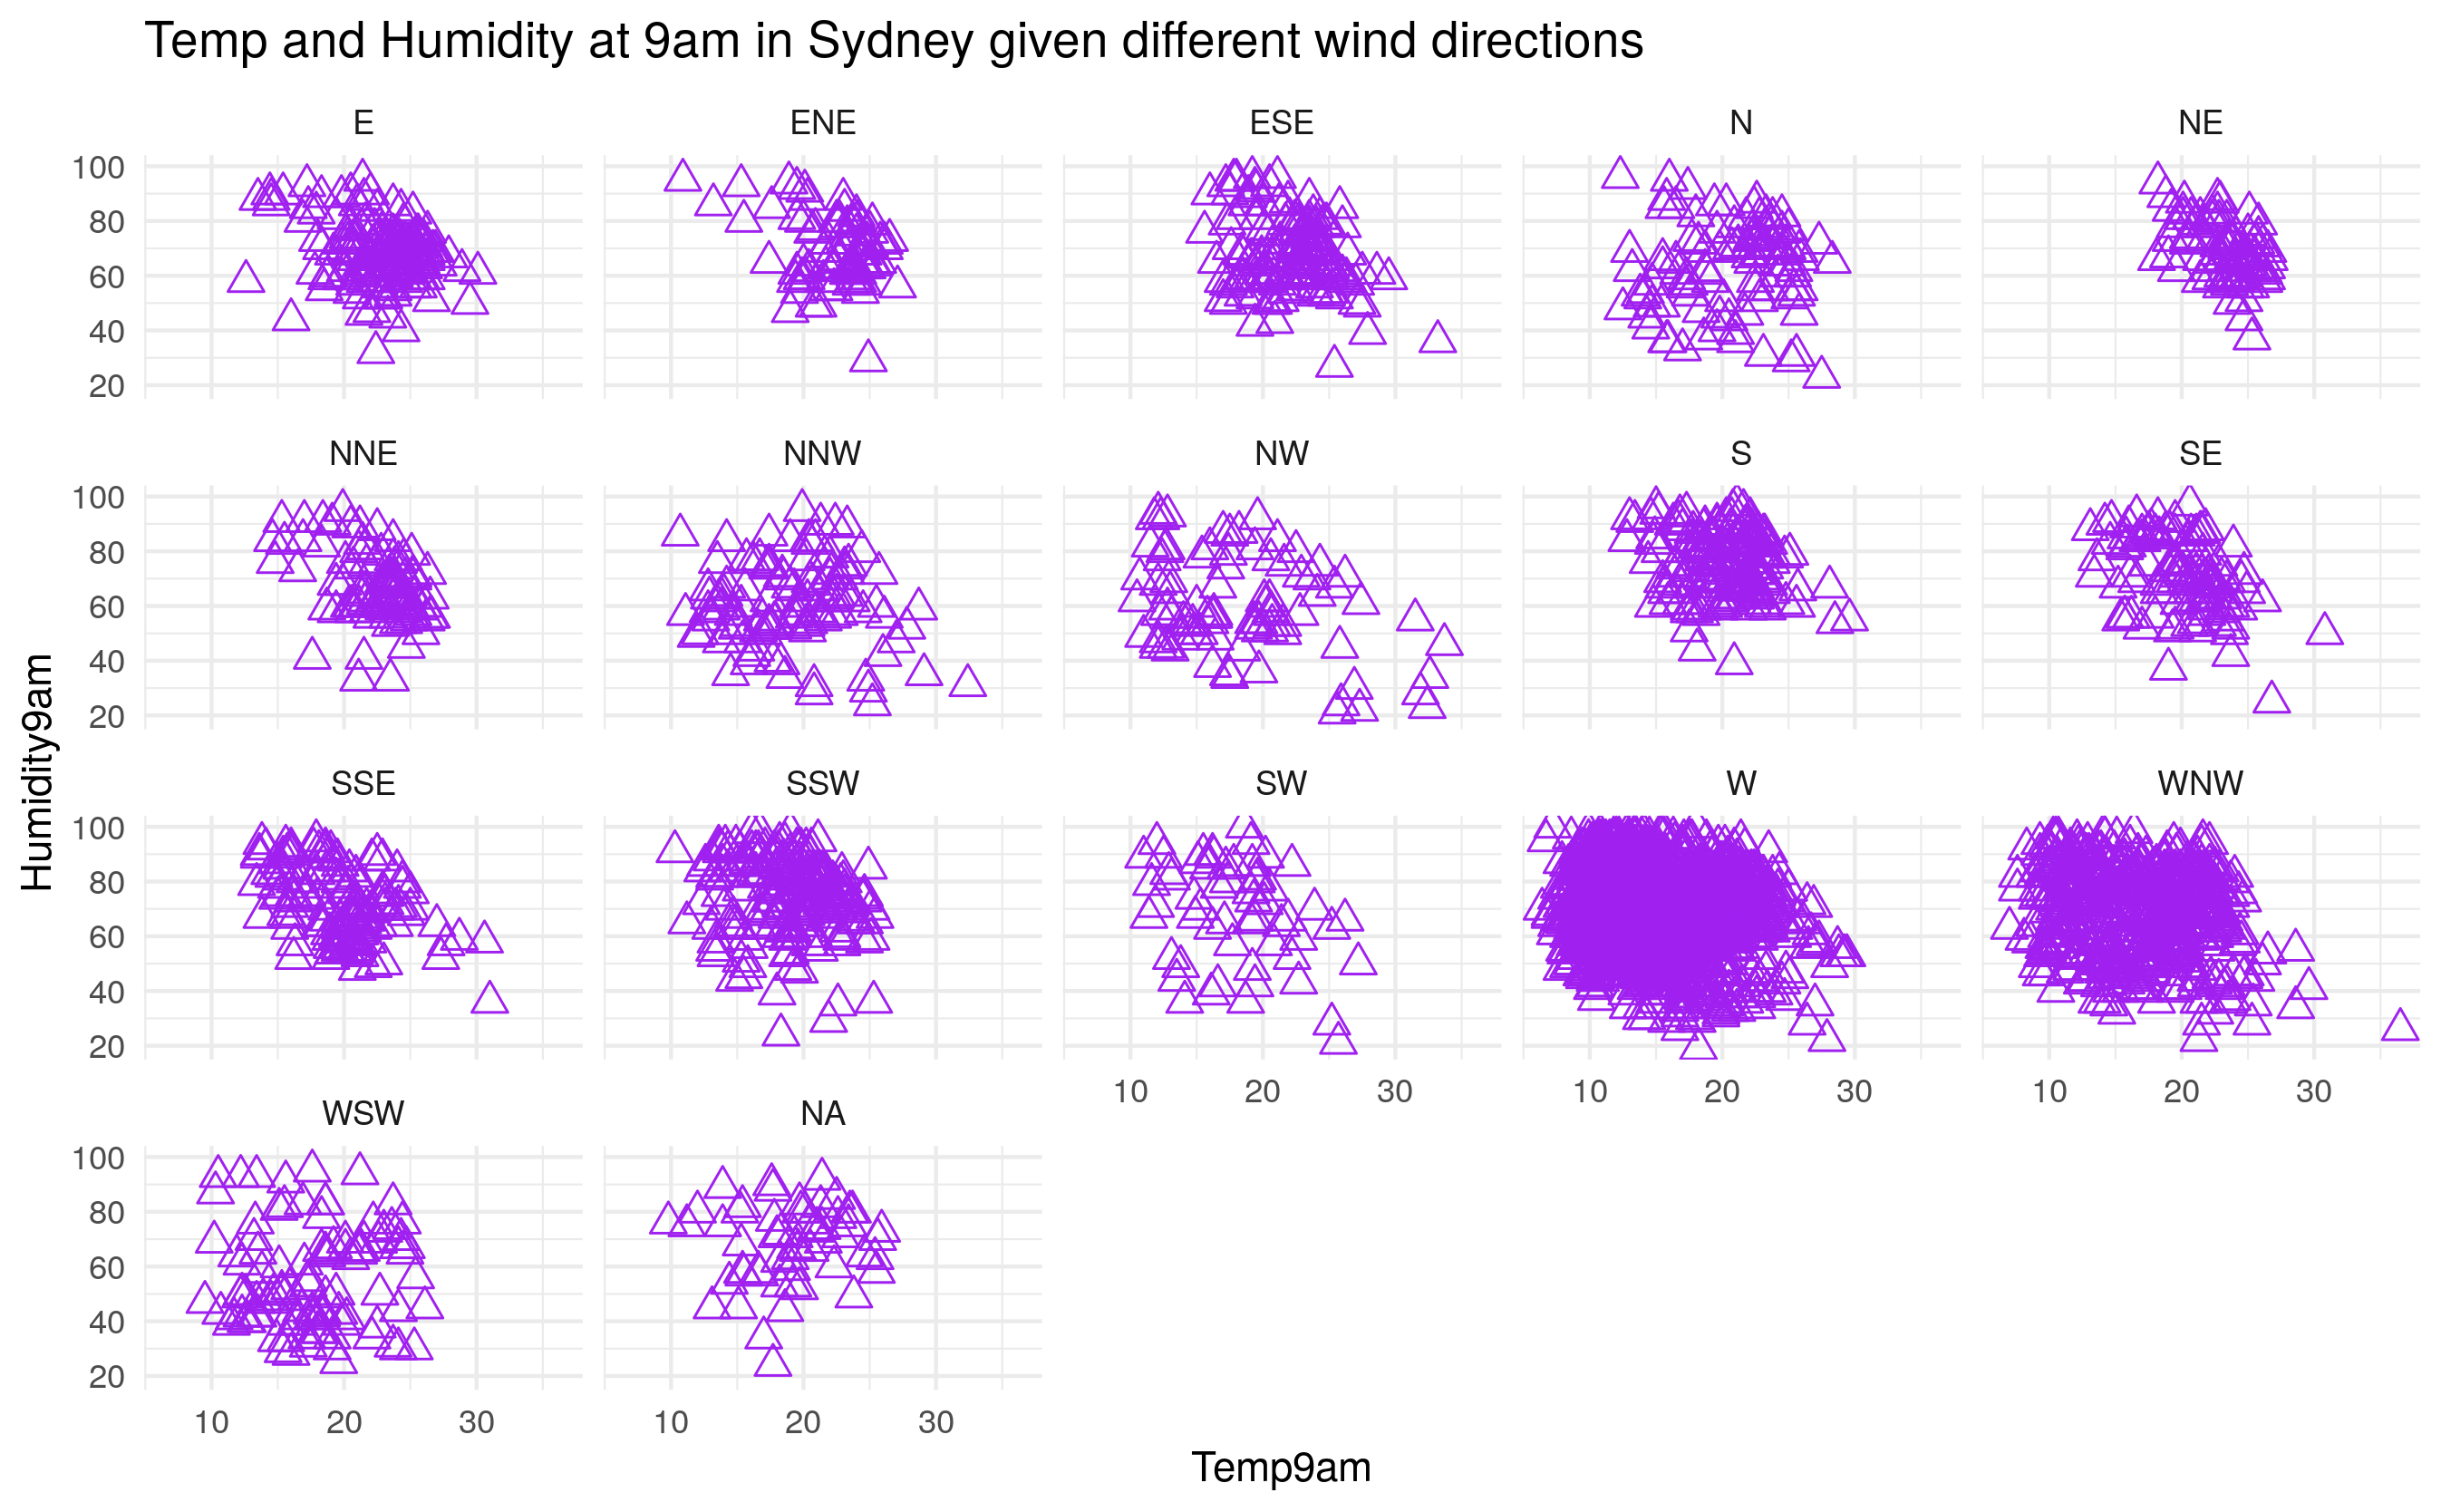 Temp and Humidity at 9am in Sydney given different wind directions
E ENE ESE N NE
100
80
60
40
20
NNE NNW NW S SE
100
80
60
40
20
SSE SSW SW W WNW
100
80
60
40
20
10 20 30 10 20 30 10 20 30
WSW NA
100
80
60
40
20
10 20 30 10 20 30
Humidity9am
Temp9am